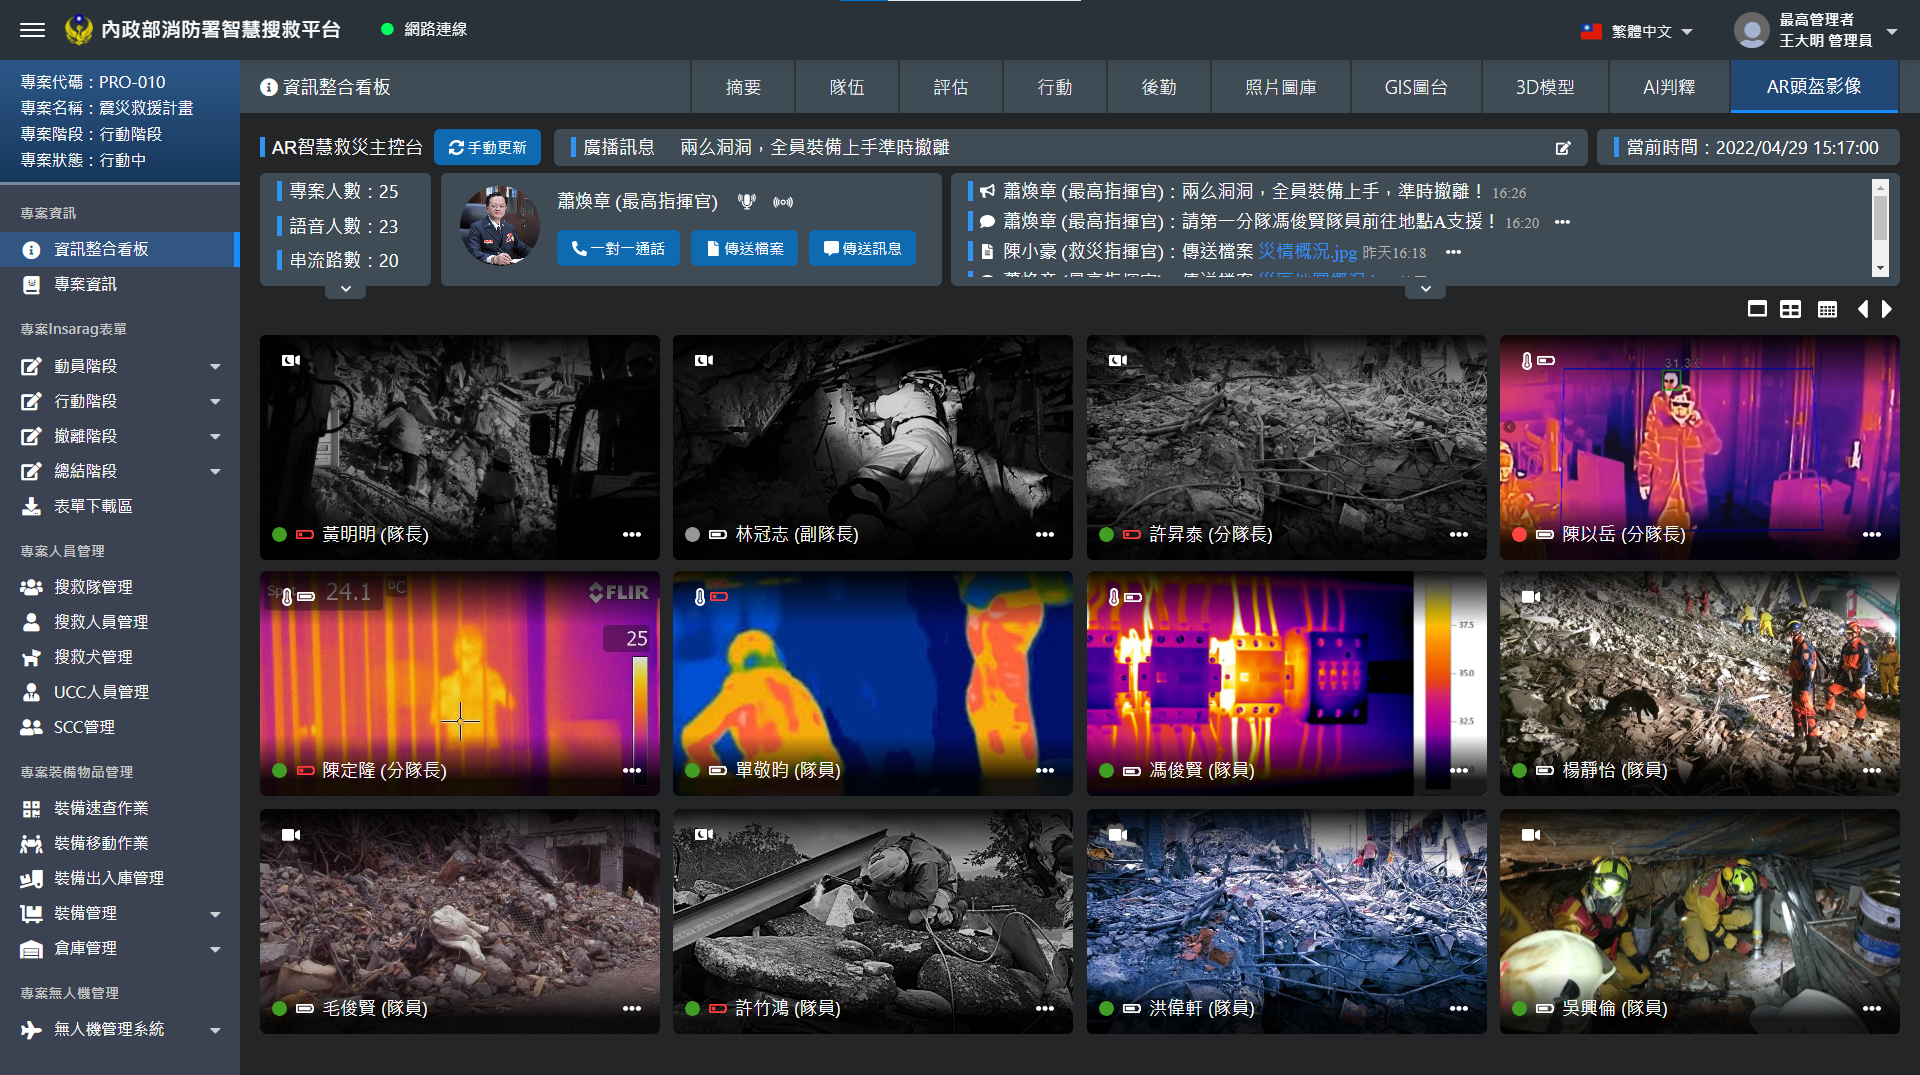 內政部消防署智慧搜救平台
網路連線
繁體中文
最高管理者
王大明 管理員
專案代碼：PRO-010
專案名稱：震災救援計畫
專案階段：行動階段
專案狀態：行動中
資訊整合看板
摘要
隊伍
評估
行動
後勤
照片圖庫
GIS圖台
3D模型
AI判釋
AR頭盔影像
AR智慧救災主控台
手動更新
廣播訊息
兩么洞洞，全員裝備上手準時撤離
當前時間：2022/04/29 15:17:00
專案人數：25
語音人數：23
串流路數：20
蕭煥章 (最高指揮官)
一對一通話
傳送檔案
傳送訊息
蕭煥章 (最高指揮官)：兩么洞洞，全員裝備上手，準時撤離！ 16:26
蕭煥章 (最高指揮官)：請第一分隊馮俊賢隊員前往地點A支援！ 16:20
陳小豪 (救災指揮官)：傳送檔案 災情概況.jpg 昨天16:18
專案資訊
資訊整合看板
專案資訊
專案Insarag表單
動員階段
行動階段
撤離階段
總結階段
表單下載區
專案人員管理
搜救隊管理
搜救人員管理
搜救犬管理
UCC人員管理
SCC管理
專案裝備物品管理
裝備速查作業
裝備移動作業
裝備出入庫管理
裝備管理
倉庫管理
專案無人機管理
無人機管理系統
黃明明 (隊長)
林冠志 (副隊長)
許昇泰 (分隊長)
陳以岳 (分隊長)
24.1 °C
FLIR
25
陳定隆 (分隊長)
單敬昀 (隊員)
37.5
35.0
32.5
馮俊賢 (隊員)
楊靜怡 (隊員)
毛俊賢 (隊員)
許竹鴻 (隊員)
洪偉軒 (隊員)
吳興倫 (隊員)